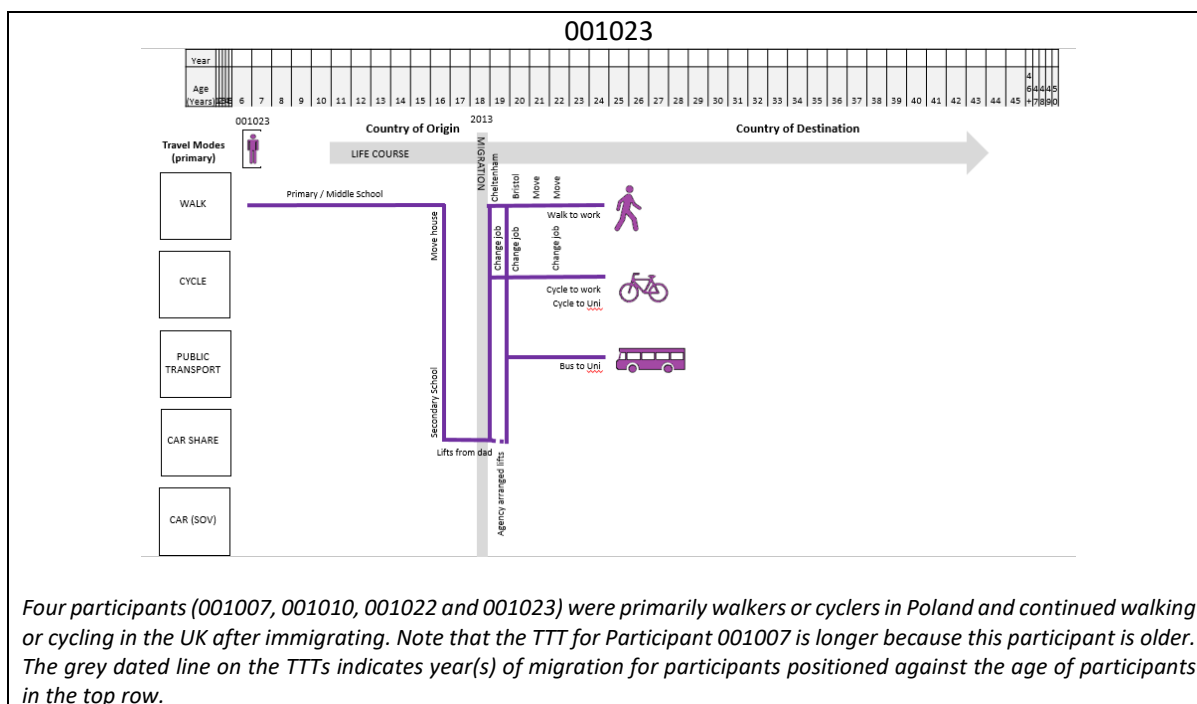 001023
Year
Age
(Years)
6 7 8 9 10 11 12 13 14 15 16 17 18 19 20 21 22 23 24 25 26 27 28 29 30 31 32 33 34 35 36 37 38 39 40 41 42 43 44 45 46+ 47 48 49 50
001023
Country of Origin
2013
Country of Destination
Travel Modes
(primary)
LIFE COURSE
MIGRATION
WALK
Primary / Middle School
Move house
Cheltenham
Bristol
Move
Move
Walk to work
Change job
Change job
Change job
CYCLE
Cycle to work
Cycle to Uni
PUBLIC
TRANSPORT
Bus to Uni
Secondary School
CAR SHARE
Lifts from dad
Agency arranged lifts
CAR (SOV)
Four participants (001007, 001010, 001022 and 001023) were primarily walkers or cyclers in Poland and continued walking
or cycling in the UK after immigrating. Note that the TTT for Participant 001007 is longer because this participant is older.
The grey dated line on the TTTs indicates year(s) of migration for participants positioned against the age of participants
in the top row.